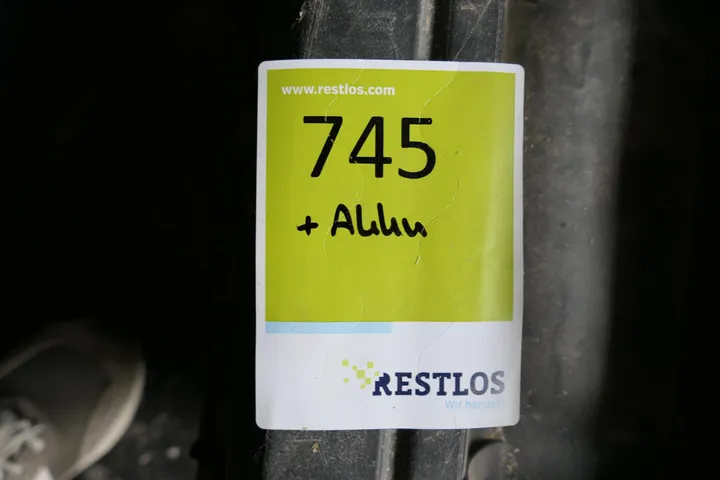 www.restlos.com
745
+ Akku
RESTLOS
Wir handeln.